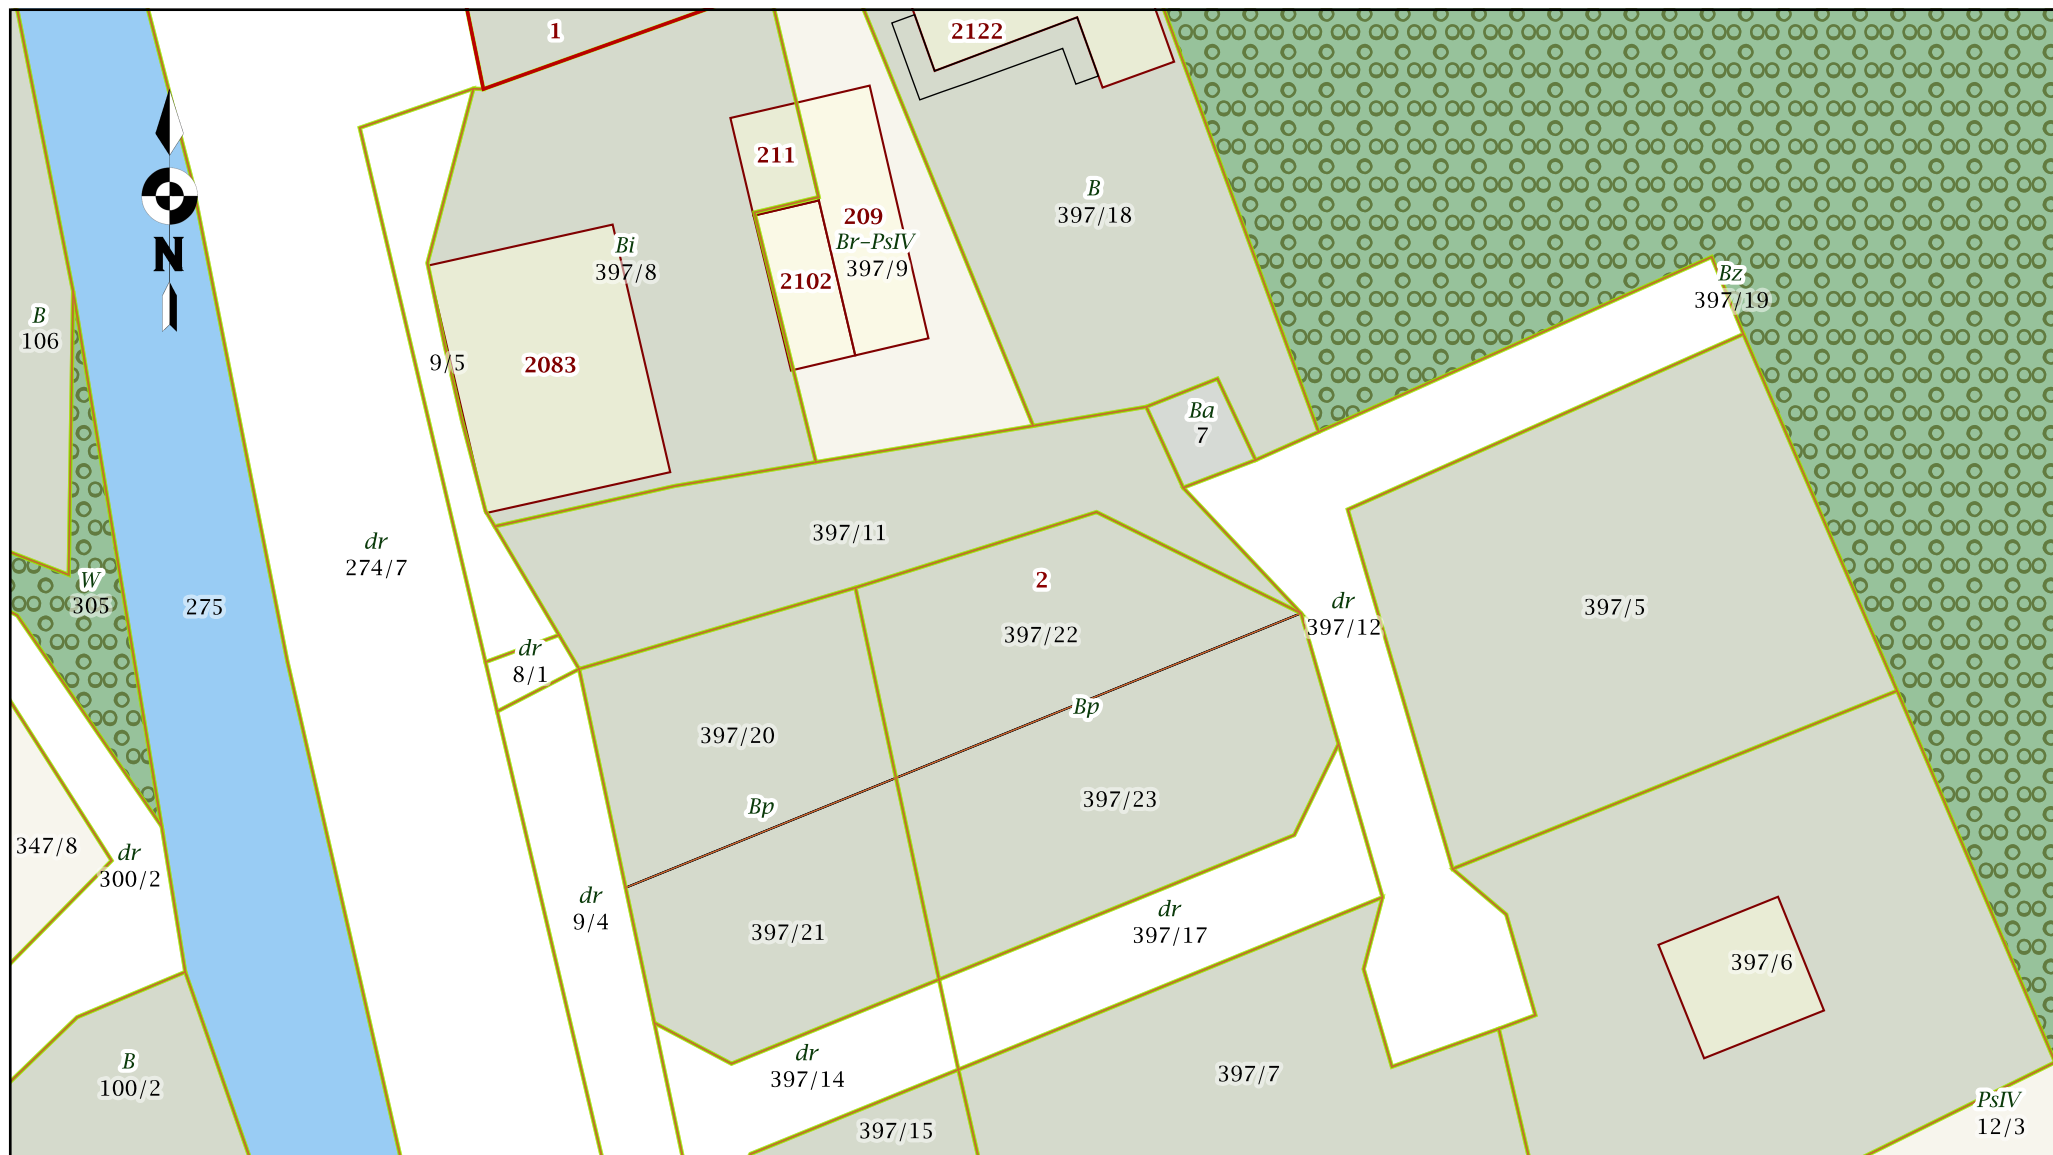 1
2122
211
B
397/18
209
Br–PsIV
397/9
Bi
397/8
2102
N
Bz
397/19
B
106
9/5
2083
Ba
7
397/11
dr
274/7
W
305
275
2
397/22
dr
397/12
397/5
dr
8/1
Bp
397/20
397/23
Bp
347/8
dr
300/2
dr
9/4
397/21
dr
397/17
397/6
dr
397/14
B
100/2
397/7
PsIV
12/3
397/15